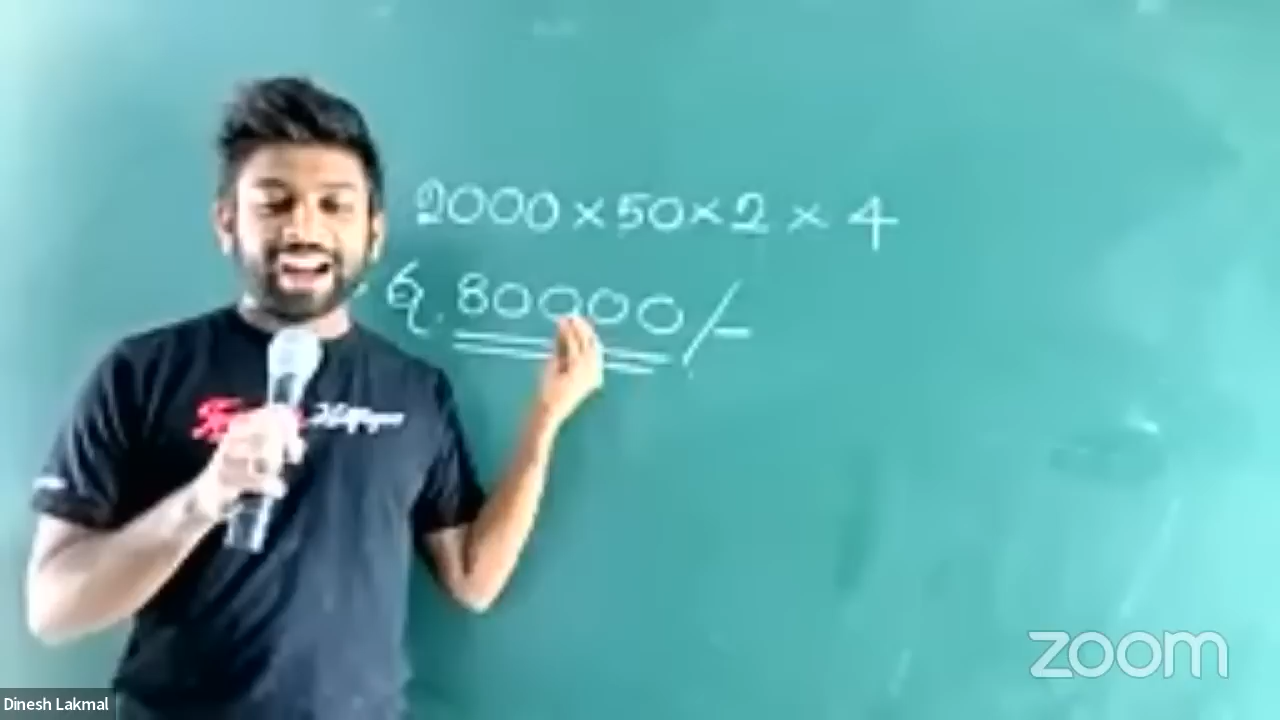 2000 × 50 × 2 × 4
රු. 80000/-
zoom
Dinesh Lakmal